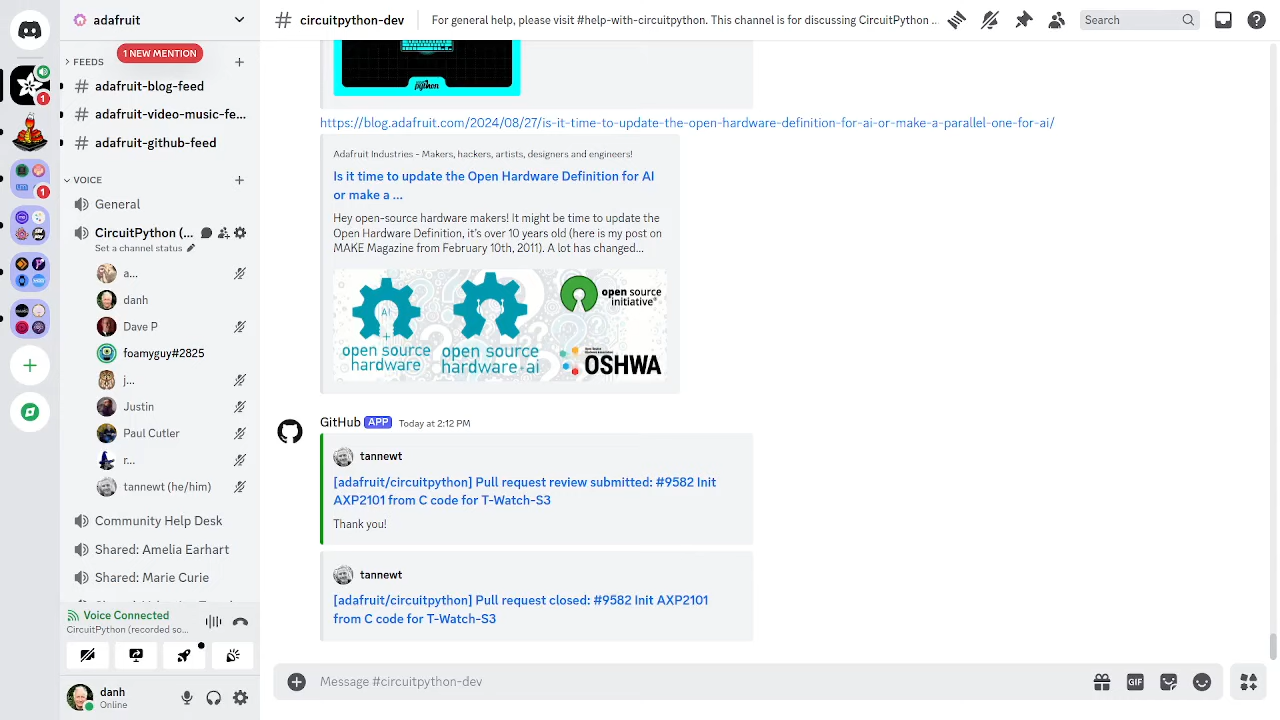 adafruit
1 NEW MENTION
FEEDS
adafruit-blog-feed
adafruit-video-music-fe...
adafruit-github-feed
VOICE
General
CircuitPython (...
Set a channel status
a...
danh
Dave P
foamyguy#2825
j...
Justin
Paul Cutler
r...
tannewt (he/him)
Community Help Desk
Shared: Amelia Earhart
Shared: Marie Curie
Voice Connected
CircuitPython (recorded so...
danh
Online
1
1
# circuitpython-dev
For general help, please visit #help-with-circuitpython. This channel is for discussing CircuitPython ...
Search
python
https://blog.adafruit.com/2024/08/27/is-it-time-to-update-the-open-hardware-definition-for-ai-or-make-a-parallel-one-for-ai/
Adafruit Industries - Makers, hackers, artists, designers and engineers!
Is it time to update the Open Hardware Definition for AI
or make a ...
Hey open-source hardware makers! It might be time to update the
Open Hardware Definition, it's over 10 years old (here is my post on
MAKE Magazine from February 10th, 2011). A lot has changed...
AI
+
open source
hardware
open source
hardware·ai
open source
initiative®
OSHWA
GitHub APP Today at 2:12 PM
tannewt
[adafruit/circuitpython] Pull request review submitted: #9582 Init
AXP2101 from C code for T-Watch-S3
Thank you!
tannewt
[adafruit/circuitpython] Pull request closed: #9582 Init AXP2101
from C code for T-Watch-S3
Message #circuitpython-dev
GIF